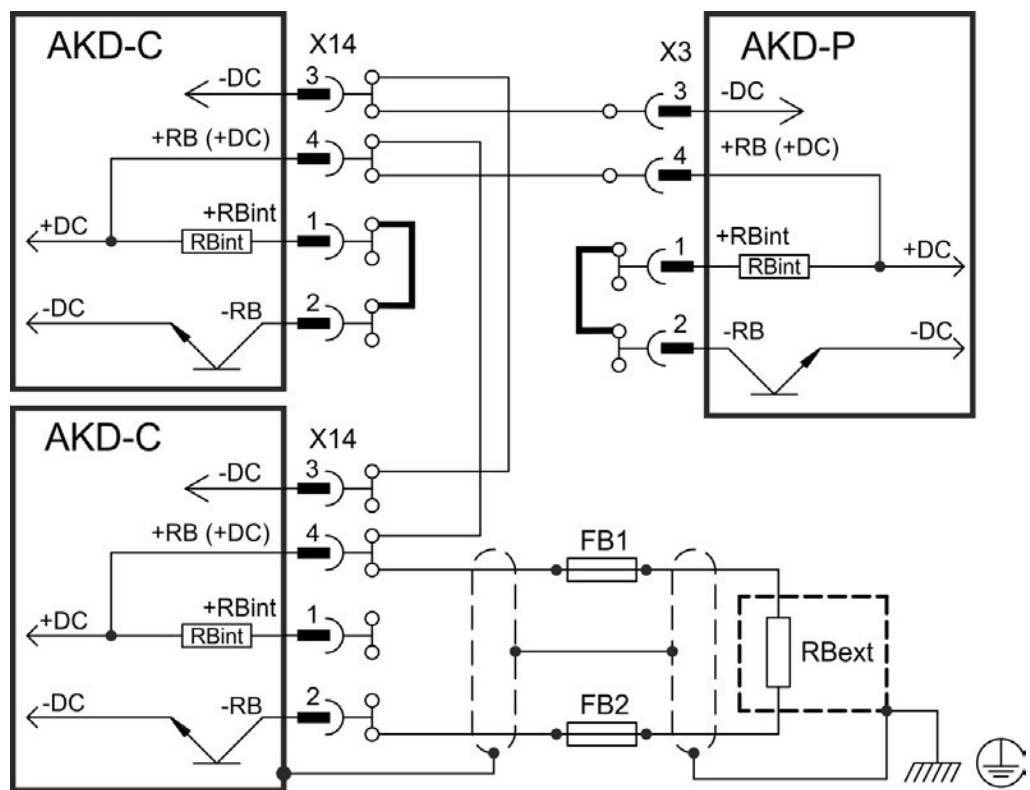 AKD-C
X14
-DC
3
+RB (+DC)
4
+DC
+RBint
RBint
1
-DC
-RB
2
AKD-P
X3
3
-DC
4
+RB (+DC)
1
+RBint
RBint
+DC
2
-RB
-DC
AKD-C
X14
-DC
3
+RB (+DC)
4
+DC
+RBint
RBint
1
-DC
-RB
2
FB1
FB2
RBext